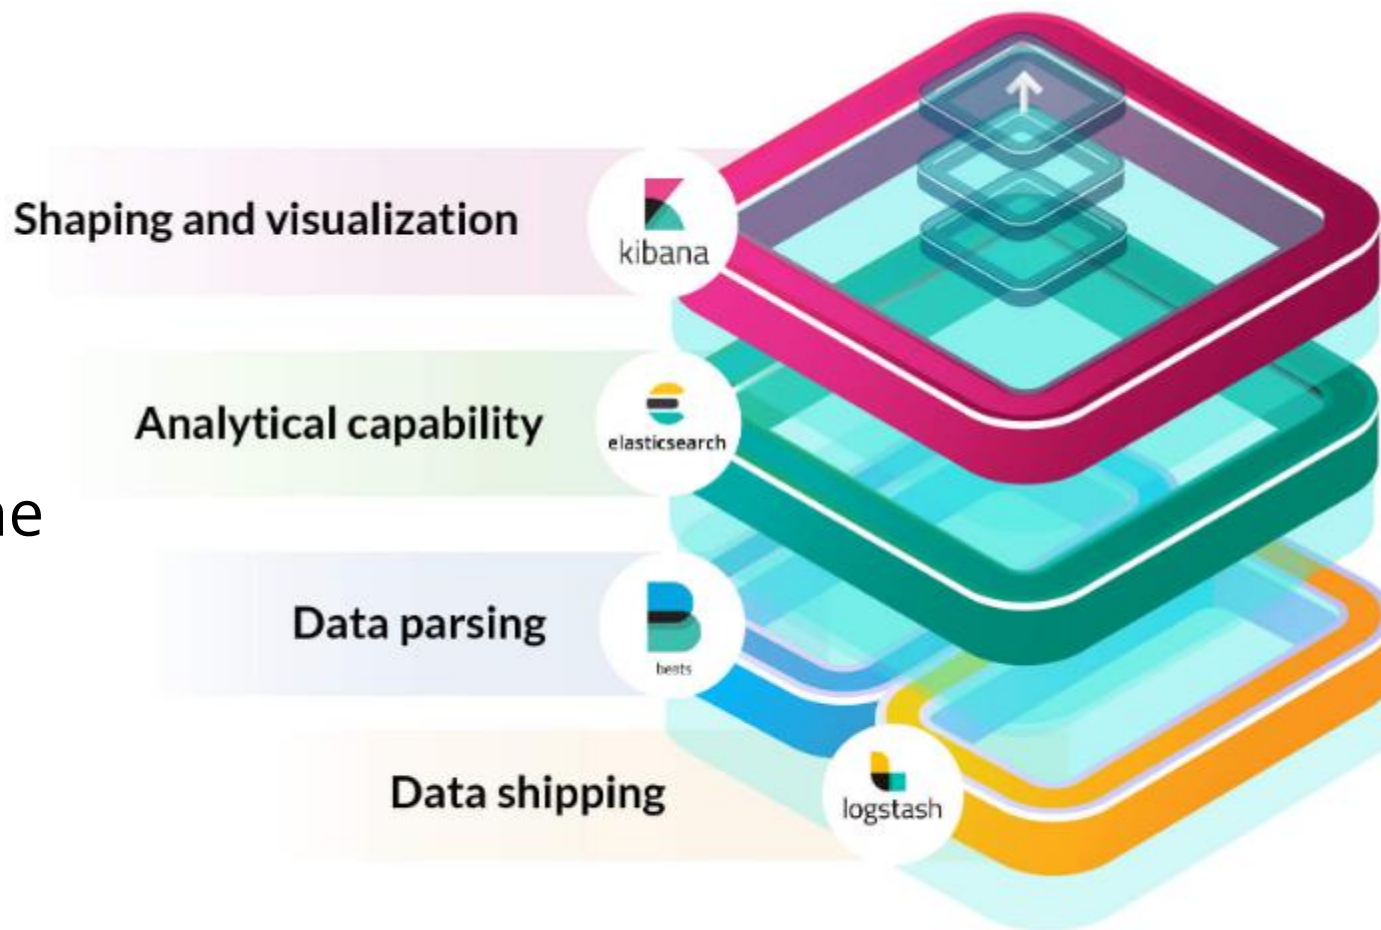 Shaping and visualization
kibana
Analytical capability
elasticsearch
ne
Data parsing
beats
Data shipping
logstash